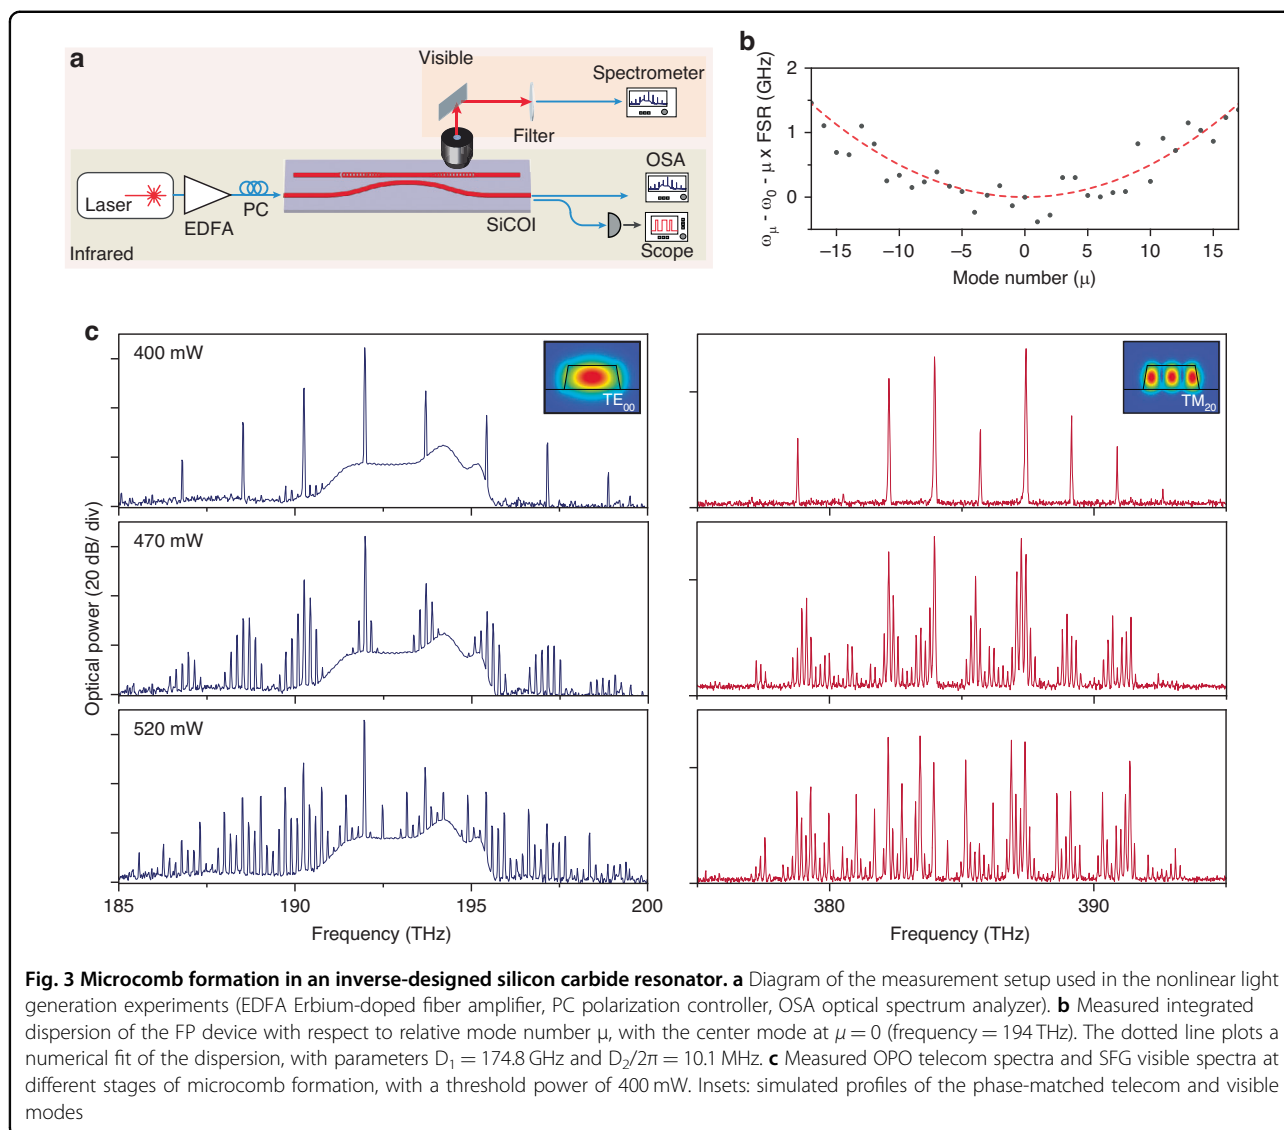 a
Visible
Spectrometer
Filter
OSA
Laser
EDFA
PC
SiCOI
Scope
Infrared
b
ω_μ - ω_0 - μ x FSR (GHz)
2
1
0
−15
−10
−5
0
5
10
15
Mode number (μ)
c
Optical power (20 dB/ div)
400 mW
TE_00
TM_20
470 mW
520 mW
185
190
195
200
Frequency (THz)
380
390
Frequency (THz)
Fig. 3 Microcomb formation in an inverse-designed silicon carbide resonator. a Diagram of the measurement setup used in the nonlinear light
generation experiments (EDFA Erbium-doped fiber amplifier, PC polarization controller, OSA optical spectrum analyzer). b Measured integrated
dispersion of the FP device with respect to relative mode number μ, with the center mode at μ = 0 (frequency = 194 THz). The dotted line plots a
numerical fit of the dispersion, with parameters D₁ = 174.8 GHz and D₂/2π = 10.1 MHz. c Measured OPO telecom spectra and SFG visible spectra at
different stages of microcomb formation, with a threshold power of 400 mW. Insets: simulated profiles of the phase-matched telecom and visible
modes